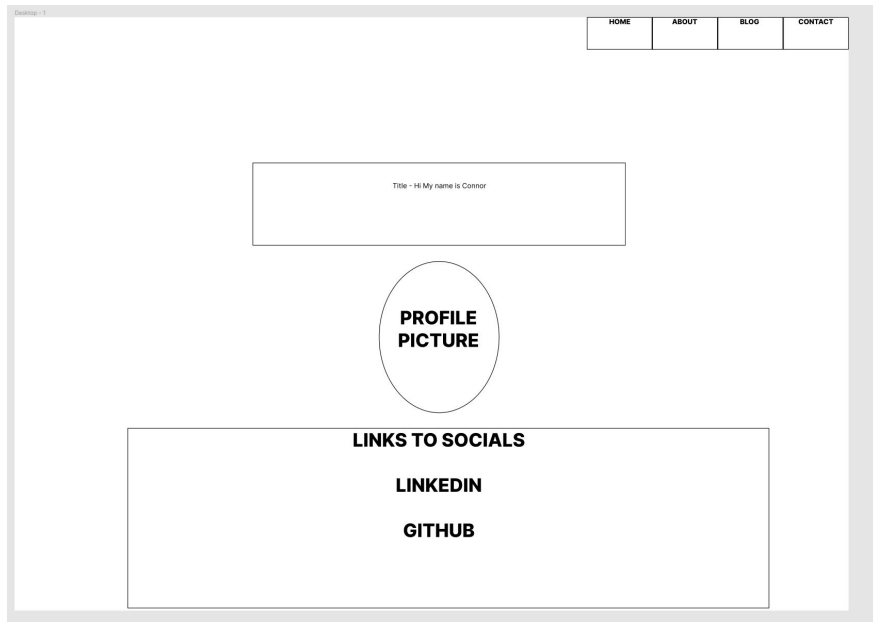 Desktop - 1
HOME ABOUT BLOG CONTACT
Title - Hi My name is Connor
PROFILE
PICTURE
LINKS TO SOCIALS
LINKEDIN
GITHUB